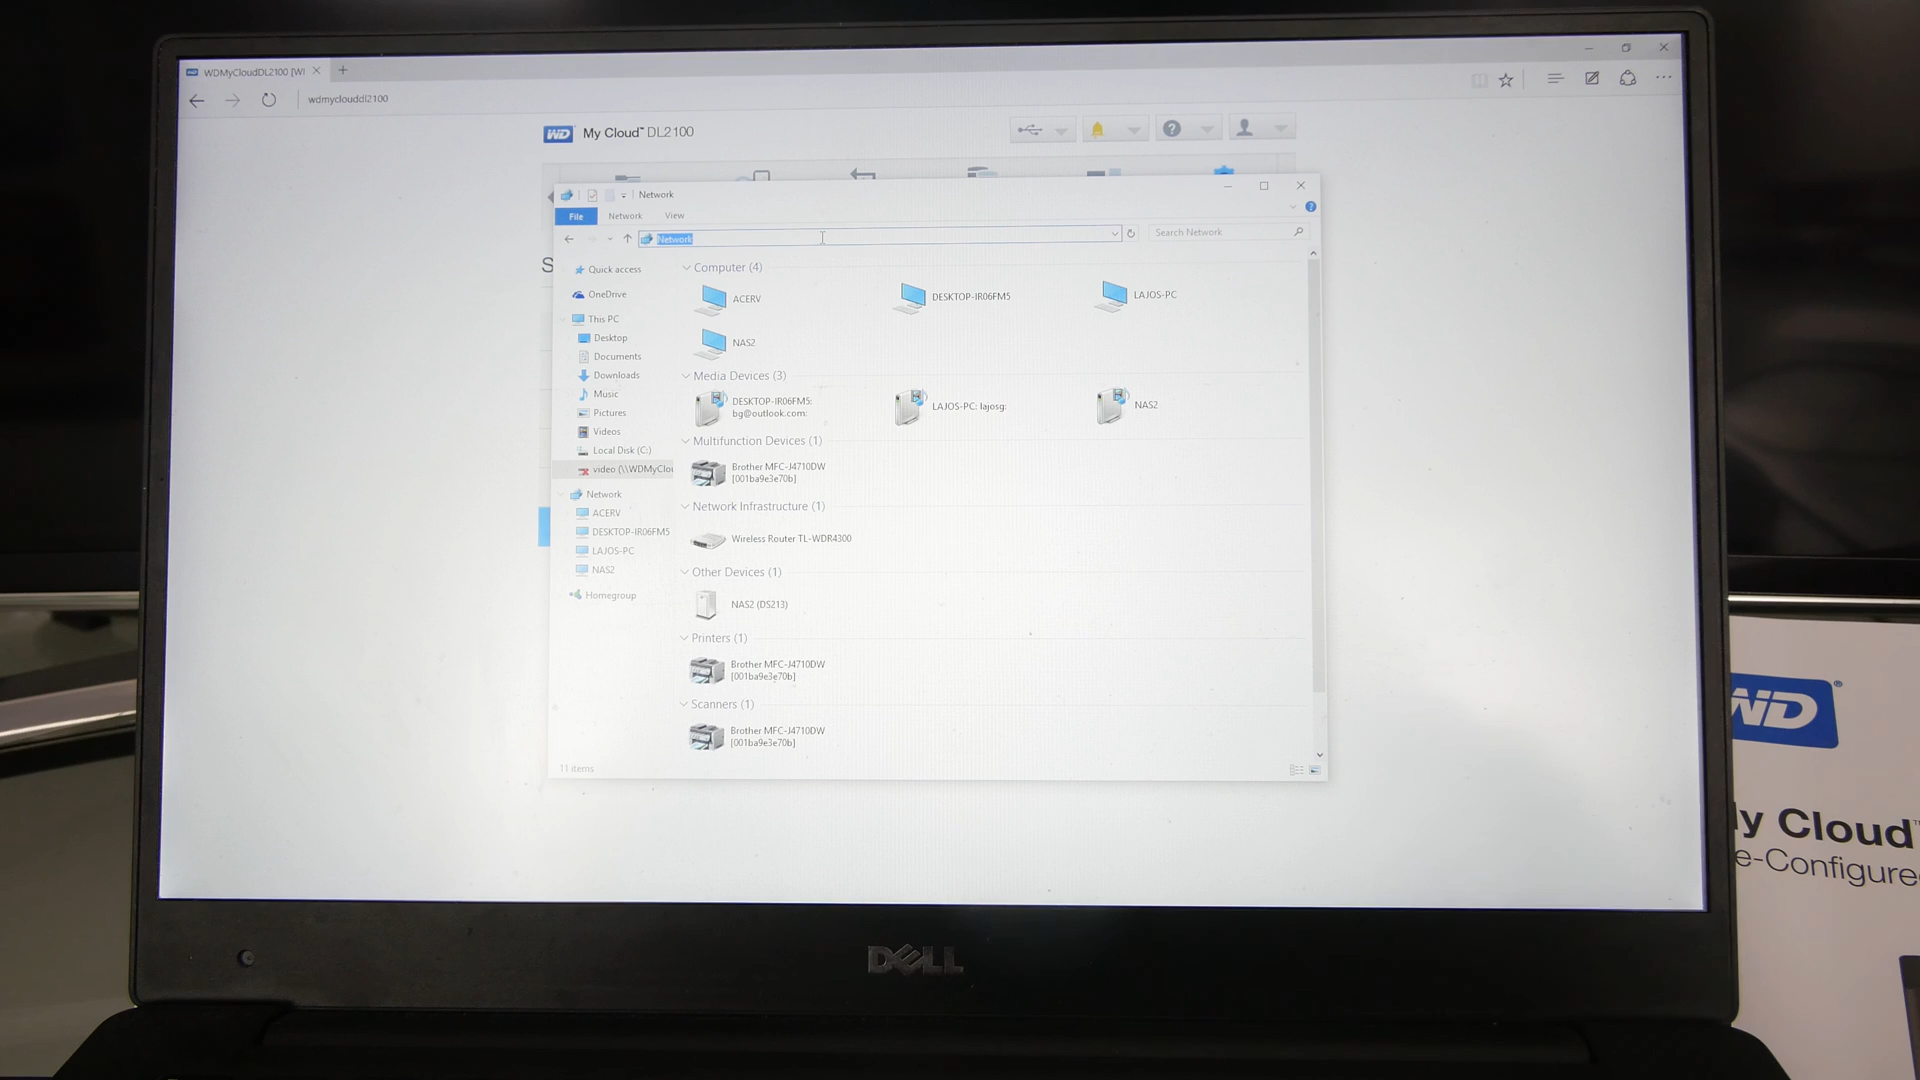 WDMyCloudDL2100 [WI
wdmyclouddl2100
WD My Cloud™ DL2100
Network
File Network View
Network
Search Network
S
Quick access
OneDrive
This PC
Desktop
Documents
Downloads
Music
Pictures
Videos
Local Disk (C:)
video (\\WDMyClou
Network
ACERV
DESKTOP-IR06FM5
LAJOS-PC
NAS2
Homegroup
Computer (4)
ACERV
DESKTOP-IR06FM5
LAJOS-PC
NAS2
Media Devices (3)
DESKTOP-IR06FM5:
bg@outlook.com:
LAJOS-PC: lajosg:
NAS2
Multifunction Devices (1)
Brother MFC-J4710DW
[001ba9e3e70b]
Network Infrastructure (1)
Wireless Router TL-WDR4300
Other Devices (1)
NAS2 (DS213)
Printers (1)
Brother MFC-J4710DW
[001ba9e3e70b]
Scanners (1)
Brother MFC-J4710DW
[001ba9e3e70b]
11 items
DELL
WD®
y Cloud™
e-Configure